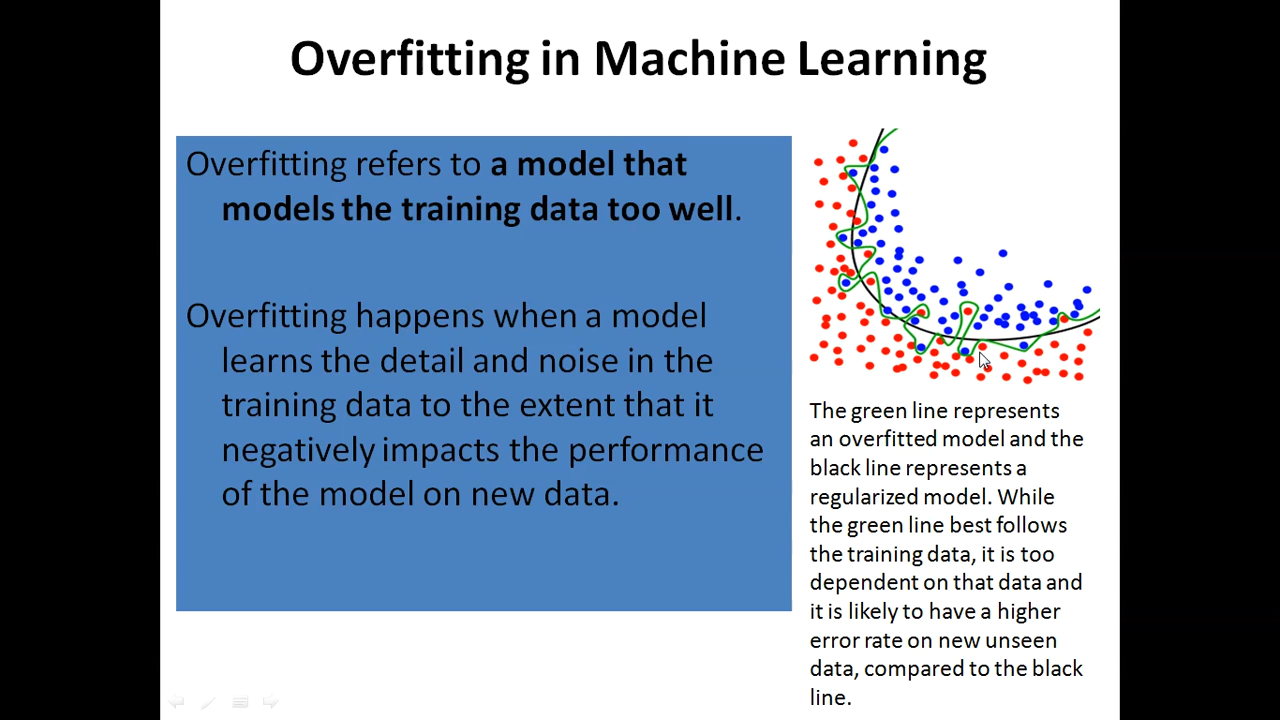 Overfitting in Machine Learning
Overfitting refers to a model that
models the training data too well.
Overfitting happens when a model
learns the detail and noise in the
training data to the extent that it
negatively impacts the performance
of the model on new data.
The green line represents
an overfitted model and the
black line represents a
regularized model. While
the green line best follows
the training data, it is too
dependent on that data and
it is likely to have a higher
error rate on new unseen
data, compared to the black
line.